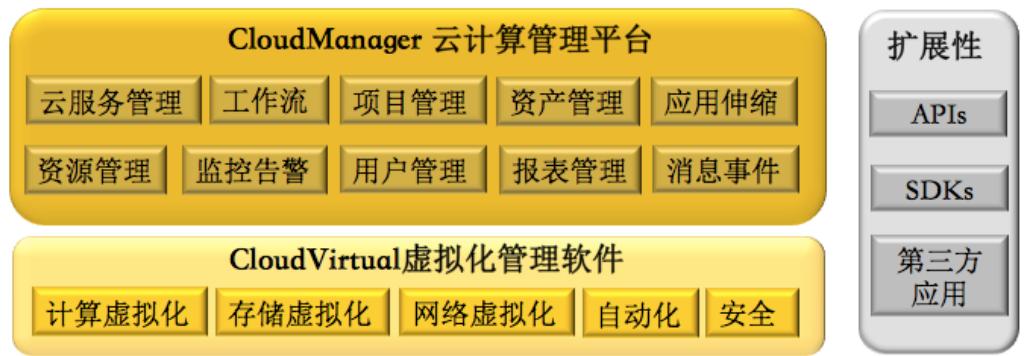 CloudManager 云计算管理平台
云服务管理 工作流 项目管理 资产管理 应用伸缩
资源管理 监控告警 用户管理 报表管理 消息事件
CloudVirtual虚拟化管理软件
计算虚拟化 存储虚拟化 网络虚拟化 自动化 安全
扩展性
APIs
SDKs
第三方
应用